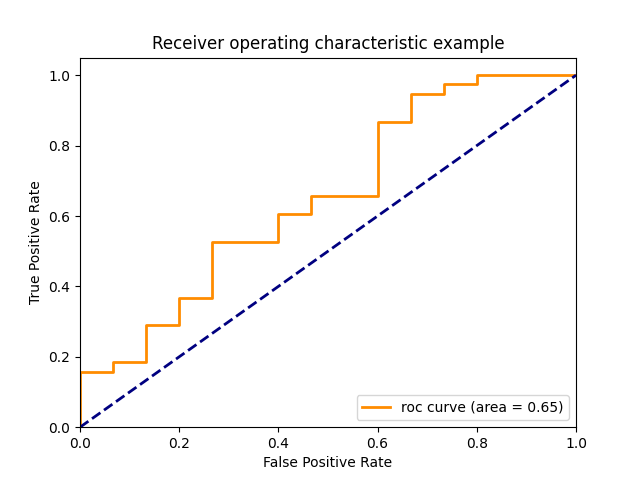 Receiver operating characteristic example
True Positive Rate
1.0
0.8
0.6
0.4
0.2
0.0
roc curve (area = 0.65)
0.0 0.2 0.4 0.6 0.8 1.0
False Positive Rate